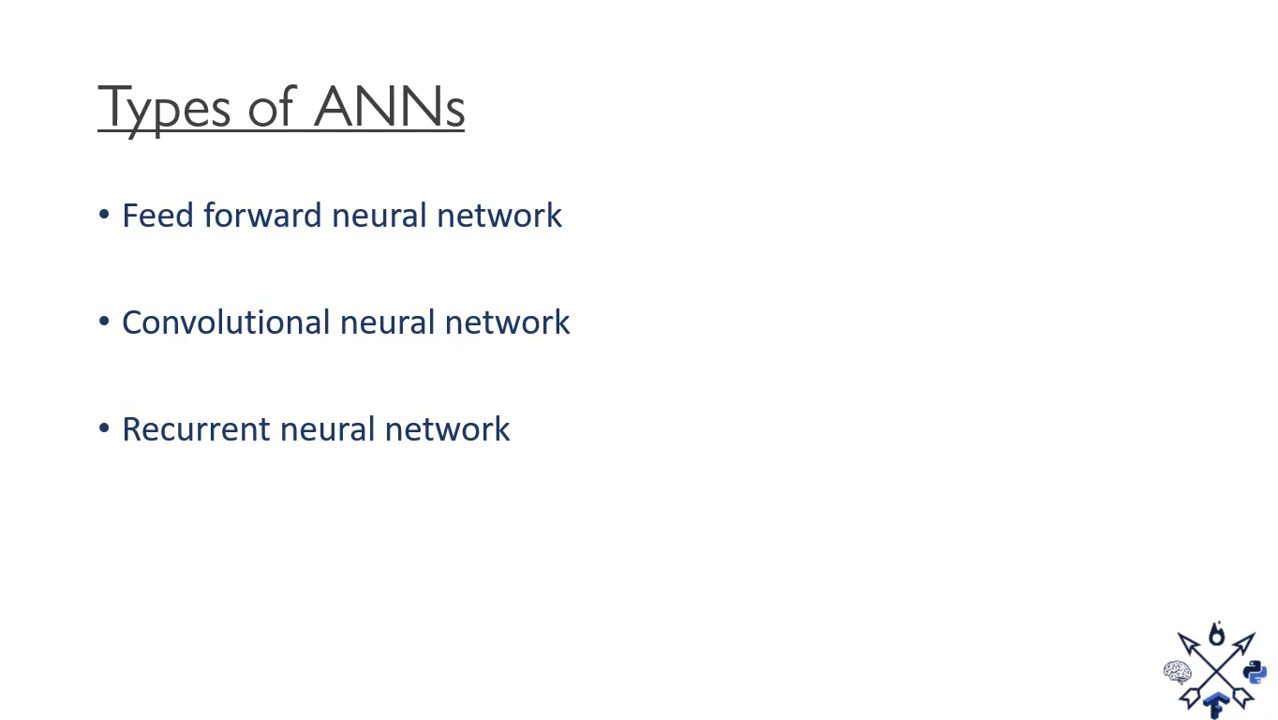 Types of ANNs
• Feed forward neural network
• Convolutional neural network
• Recurrent neural network